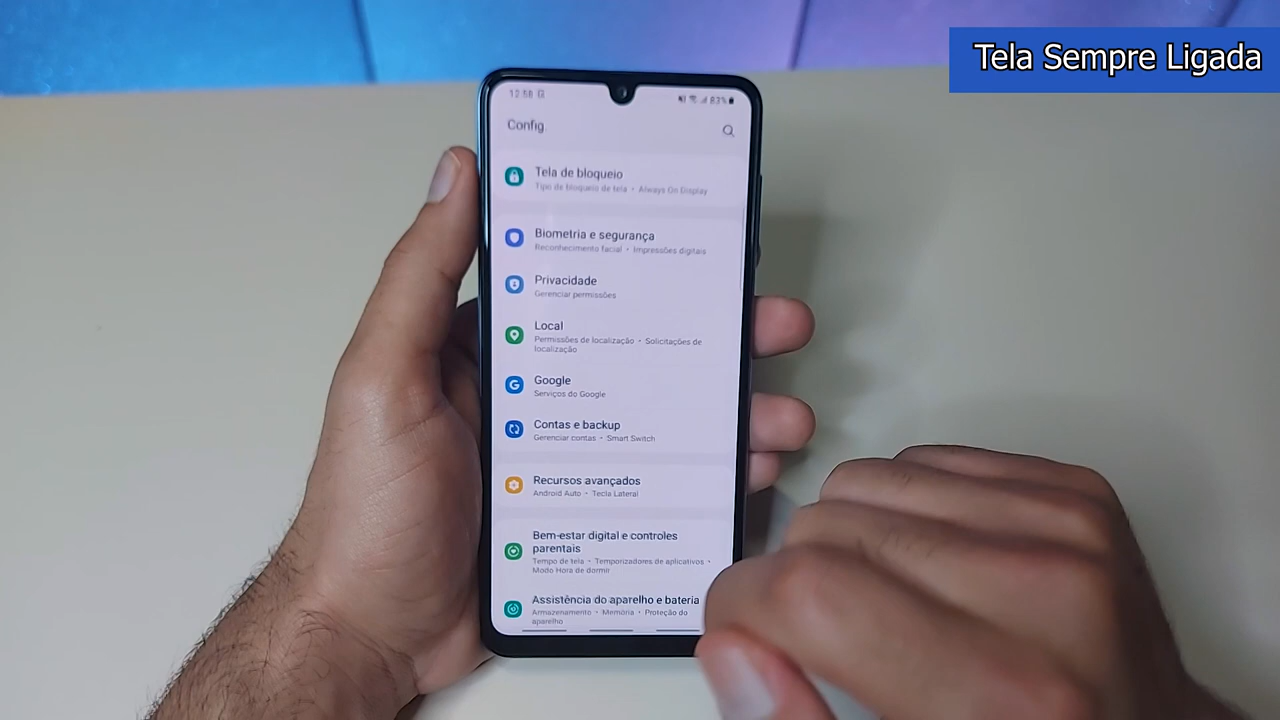 Tela Sempre Ligada
12:58
83%
Config.
Tela de bloqueio
Tipo de bloqueio de tela • Always On Display
Biometria e segurança
Reconhecimento facial • Impressões digitais
Privacidade
Gerenciar permissões
Local
Permissões de localização • Solicitações de
localização
Google
Serviços do Google
Contas e backup
Gerenciar contas • Smart Switch
Recursos avançados
Android Auto • Tecla Lateral
Bem-estar digital e controles
parentais
Tempo de tela • Temporizadores de aplicativos •
Modo Hora de dormir
Assistência do aparelho e bateria
Armazenamento • Memória • Proteção do
aparelho